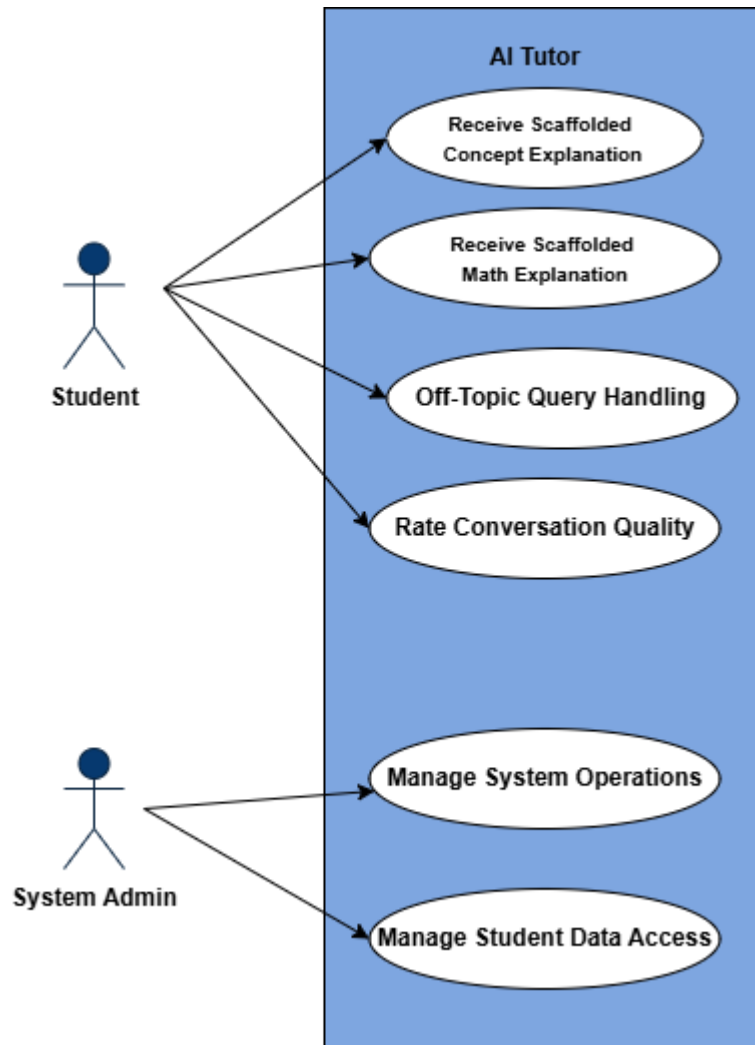 AI Tutor
Receive Scaffolded
Concept Explanation
Receive Scaffolded
Math Explanation
Student
Off-Topic Query Handling
Rate Conversation Quality
Manage System Operations
System Admin
Manage Student Data Access